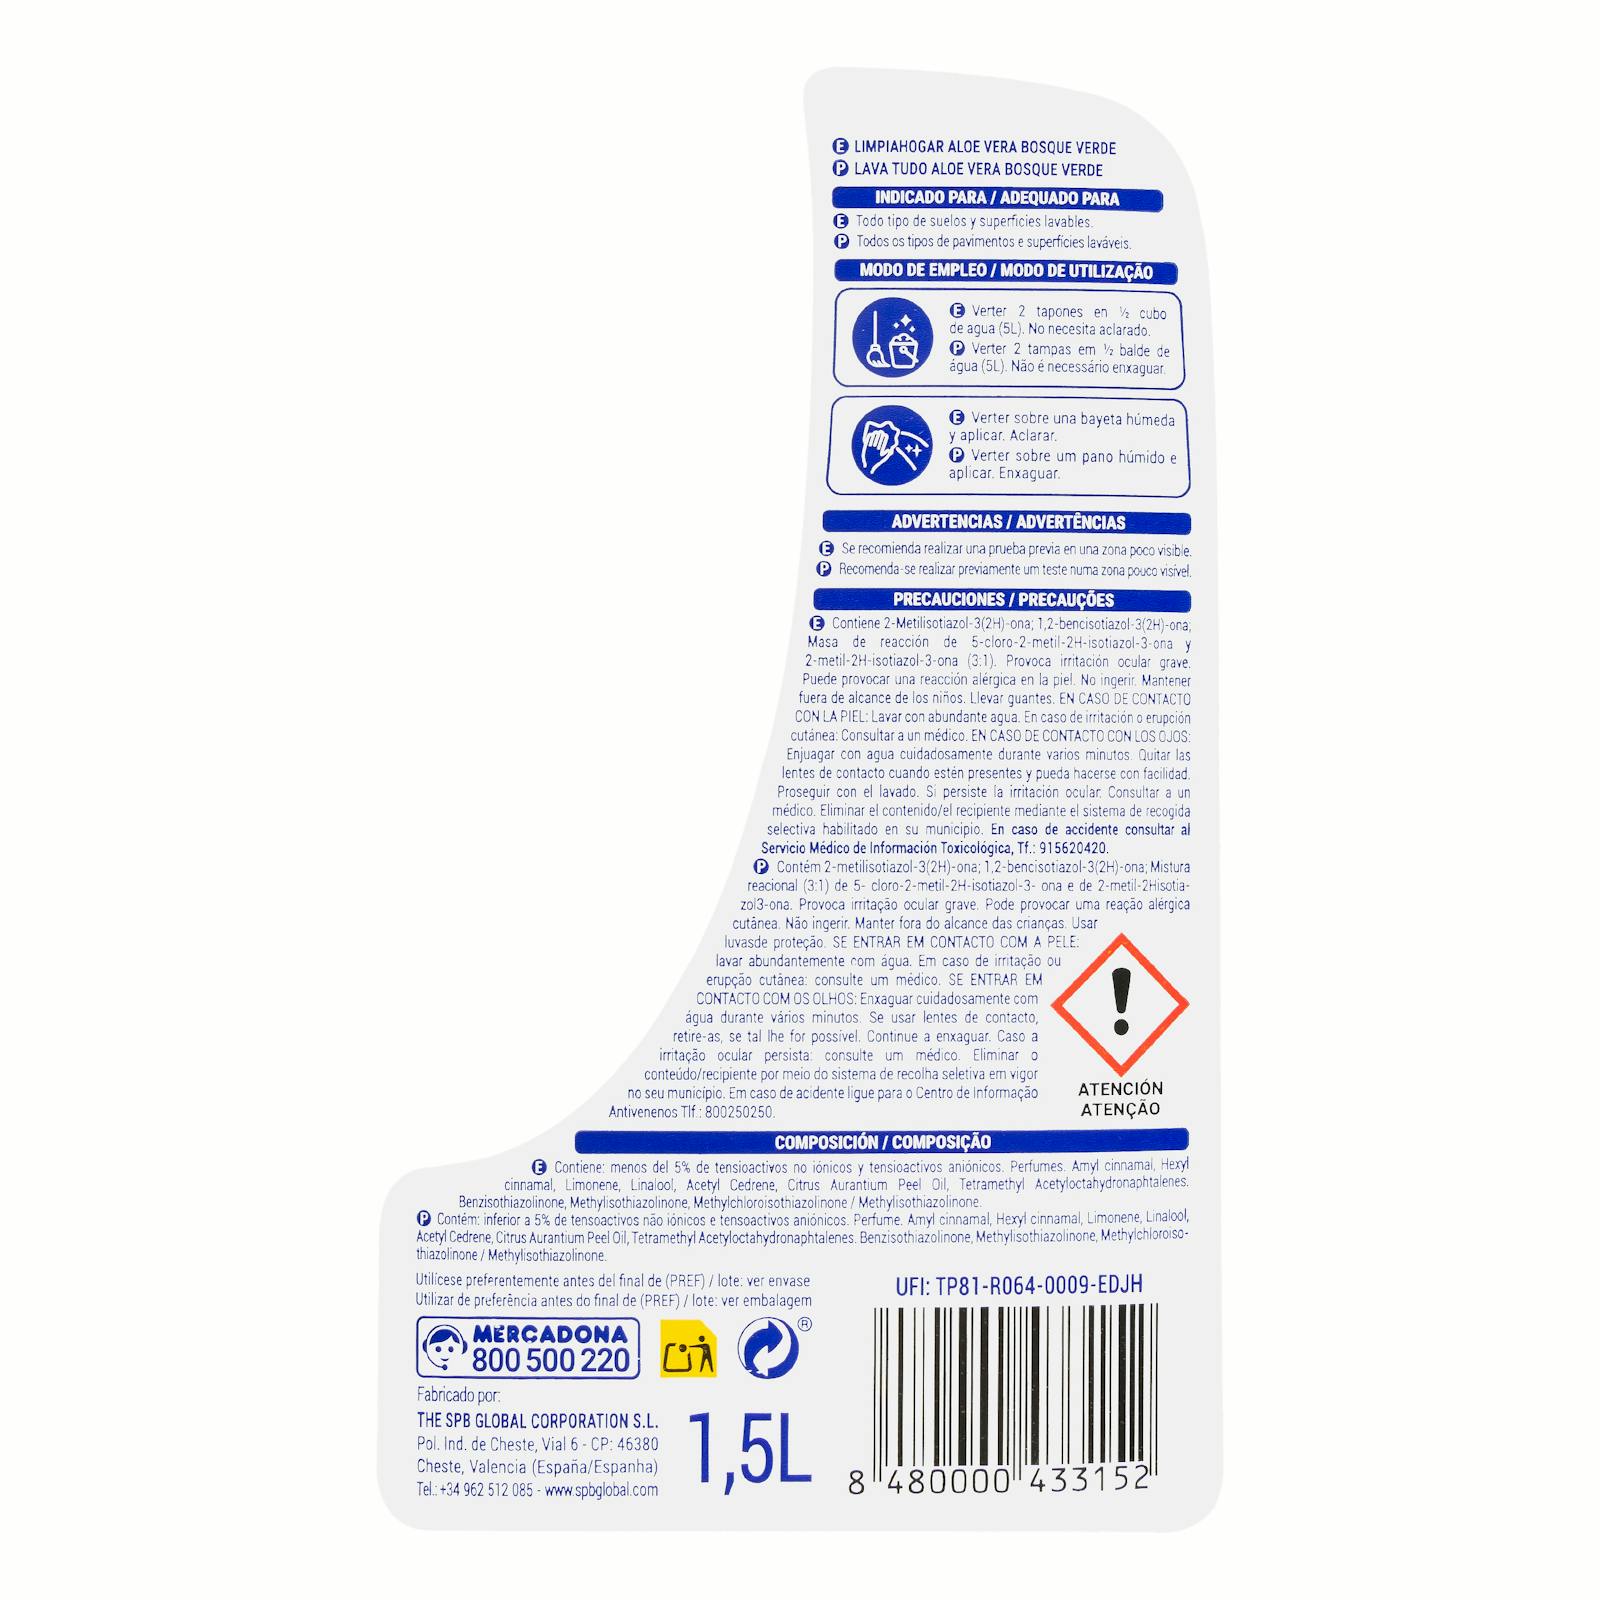 E LIMPIAHOGAR ALOE VERA BOSQUE VERDE
P LAVA TUDO ALOE VERA BOSQUE VERDE
INDICADO PARA / ADEQUADO PARA
E Todo tipo de suelos y superficies lavables.
P Todos os tipos de pavimentos e superfícies laváveis.
MODO DE EMPLEO / MODO DE UTILIZAÇÃO
E Verter 2 tapones en ½ cubo
de agua (5L). No necesita aclarado.
P Verter 2 tampas em ½ balde de
água (5L). Não é necessário enxaguar.
E Verter sobre una bayeta húmeda
y aplicar. Aclarar.
P Verter sobre um pano húmido e
aplicar. Enxaguar.
ADVERTENCIAS / ADVERTÊNCIAS
E Se recomienda realizar una prueba previa en una zona poco visible.
P Recomenda-se realizar previamente um teste numa zona pouco visível.
PRECAUCIONES / PRECAUÇÕES
E Contiene 2-Metilisotiazol-3(2H)-ona; 1,2-bencisotiazol-3(2H)-ona;
Masa de reacción de 5-cloro-2-metil-2H-isotiazol-3-ona y
2-metil-2H-isotiazol-3-ona (3:1). Provoca irritación ocular grave.
Puede provocar una reacción alérgica en la piel. No ingerir. Mantener
fuera de alcance de los niños. Llevar guantes. EN CASO DE CONTACTO
CON LA PIEL: Lavar con abundante agua. En caso de irritación o erupción
cutánea: Consultar a un médico. EN CASO DE CONTACTO CON LOS OJOS:
Enjuagar con agua cuidadosamente durante varios minutos. Quitar las
lentes de contacto cuando estén presentes y pueda hacerse con facilidad.
Proseguir con el lavado. Si persiste la irritación ocular: Consultar a un
médico. Eliminar el contenido/el recipiente mediante el sistema de recogida
selectiva habilitado en su municipio. En caso de accidente consultar al
Servicio Médico de Información Toxicológica, Tf.: 915620420.
P Contém 2-metilisotiazol-3(2H)-ona; 1,2-bencisotiazol-3(2H)-ona; Mistura
reacional (3:1) de 5- cloro-2-metil-2H-isotiazol-3- ona e de 2-metil-2Hisotia-
zol3-ona. Provoca irritação ocular grave. Pode provocar uma reação alérgica
cutânea. Não ingerir. Manter fora do alcance das crianças. Usar
luvasde proteção. SE ENTRAR EM CONTACTO COM A PELE:
lavar abundantemente com água. Em caso de irritação ou
erupção cutânea: consulte um médico. SE ENTRAR EM
CONTACTO COM OS OLHOS: Enxaguar cuidadosamente com
água durante vários minutos. Se usar lentes de contacto,
retire-as, se tal lhe for possível. Continue a enxaguar. Caso a
irritação ocular persista: consulte um médico. Eliminar o
conteúdo/recipiente por meio do sistema de recolha seletiva em vigor
no seu município. Em caso de acidente ligue para o Centro de Informação
Antivenenos Tlf.: 800250250.
ATENCIÓN
ATENÇÃO
COMPOSICIÓN / COMPOSIÇÃO
E Contiene: menos del 5% de tensioactivos no iónicos y tensioactivos aniónicos. Perfumes. Amyl cinnamal, Hexyl
cinnamal, Limonene, Linalool, Acetyl Cedrene, Citrus Aurantium Peel Oil, Tetramethyl Acetyloctahydronaphtalenes.
Benzisothiazolinone, Methylisothiazolinone, Methylchloroisothiazolinone / Methylisothiazolinone.
P Contém: inferior a 5% de tensoactivos não iónicos e tensoactivos aniónicos. Perfume. Amyl cinnamal, Hexyl cinnamal, Limonene, Linalool,
Acetyl Cedrene, Citrus Aurantium Peel Oil, Tetramethyl Acetyloctahydronaphtalenes. Benzisothiazolinone, Methylisothiazolinone, Methylchloroiso-
thiazolinone / Methylisothiazolinone.
Utilícese preferentemente antes del final de (PREF) / lote: ver envase
Utilizar de preferência antes do final de (PREF) / lote: ver embalagem
MERCADONA
800 500 220
®
Fabricado por:
THE SPB GLOBAL CORPORATION S.L.
Pol. Ind. de Cheste, Vial 6 - CP: 46380
Cheste, Valencia (España/Espanha)
Tel.: +34 962 512 085 - www.spbglobal.com
1,5L
UFI: TP81-R064-0009-EDJH
8 480000 433152